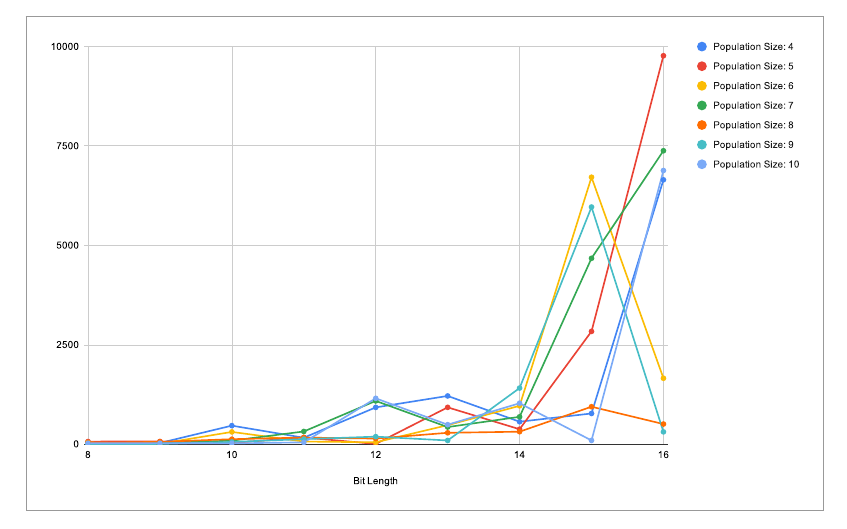 10000
7500
5000
2500
0
8
10
12
14
16
Bit Length
Population Size: 4
Population Size: 5
Population Size: 6
Population Size: 7
Population Size: 8
Population Size: 9
Population Size: 10